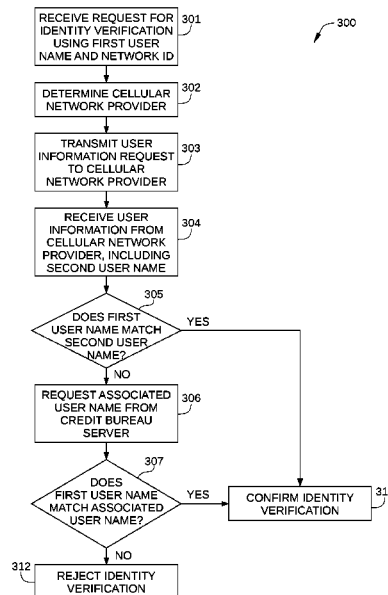 300
RECEIVE REQUEST FOR
IDENTITY VERIFICATION
USING FIRST USER
NAME AND NETWORK ID
301
DETERMINE CELLULAR
NETWORK PROVIDER
302
TRANSMIT USER
INFORMATION REQUEST
TO CELLULAR
NETWORK PROVIDER
303
RECEIVE USER
INFORMATION FROM
CELLULAR NETWORK
PROVIDER, INCLUDING
SECOND USER NAME
304
305
DOES FIRST
USER NAME MATCH
SECOND USER
NAME?
YES
NO
REQUEST ASSOCIATED
USER NAME FROM
CREDIT BUREAU
SERVER
306
307
DOES
FIRST USER NAME
MATCH ASSOCIATED
USER NAME?
YES
CONFIRM IDENTITY
VERIFICATION
31
NO
312
REJECT IDENTITY
VERIFICATION